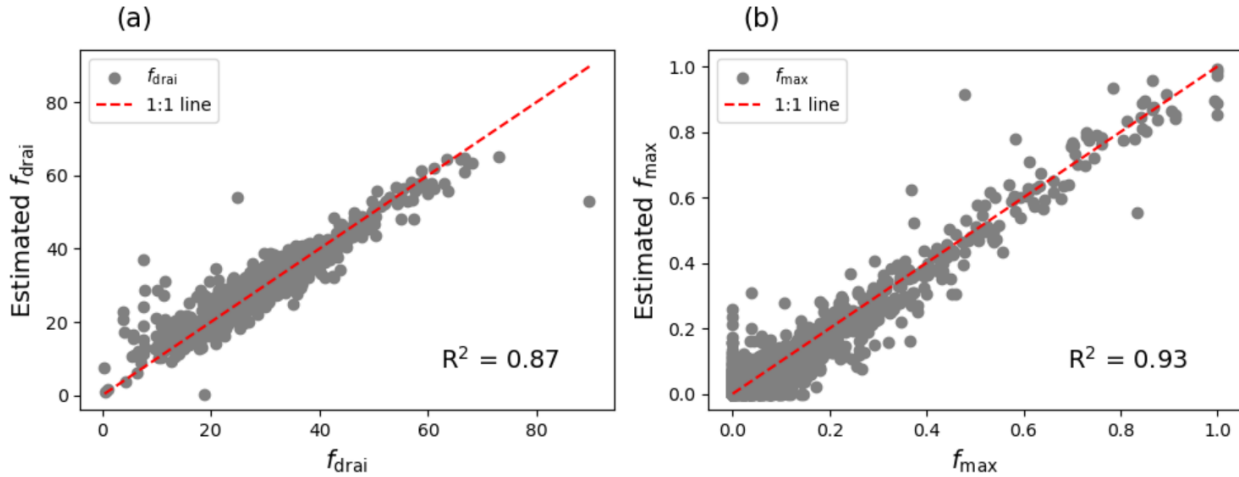 (a)
Estimated f_drai
80
60
40
20
0
f_drai
1:1 line
R² = 0.87
0 20 40 60 80
f_drai
(b)
Estimated f_max
1.0
0.8
0.6
0.4
0.2
0.0
f_max
1:1 line
R² = 0.93
0.0 0.2 0.4 0.6 0.8 1.0
f_max